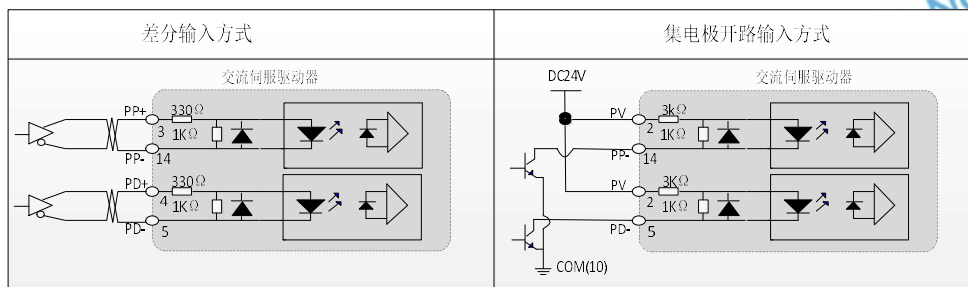 差分输入方式
集电极开路输入方式
交流伺服驱动器
PP+
330Ω
3
1KΩ
PP-
14
PD+
330Ω
4
1KΩ
PD-
5
DC24V
交流伺服驱动器
PV
3kΩ
2
1KΩ
PP-
14
PV
3KΩ
2
1KΩ
PD-
5
COM(10)